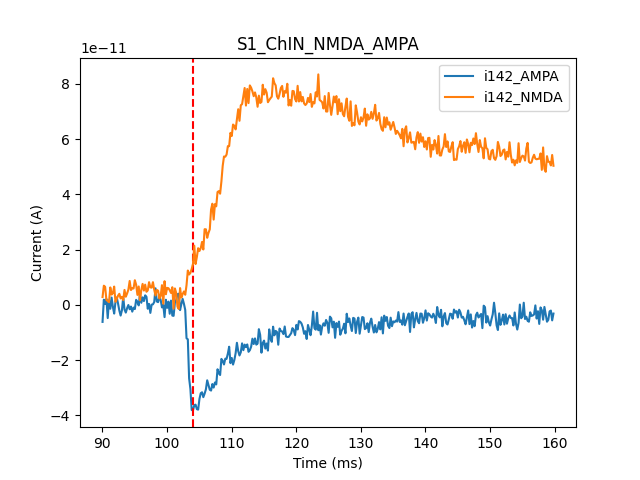 S1_ChIN_NMDA_AMPA
1e−11
i142_AMPA
i142_NMDA
8
6
4
2
0
−2
−4
Current (A)
90 100 110 120 130 140 150 160
Time (ms)